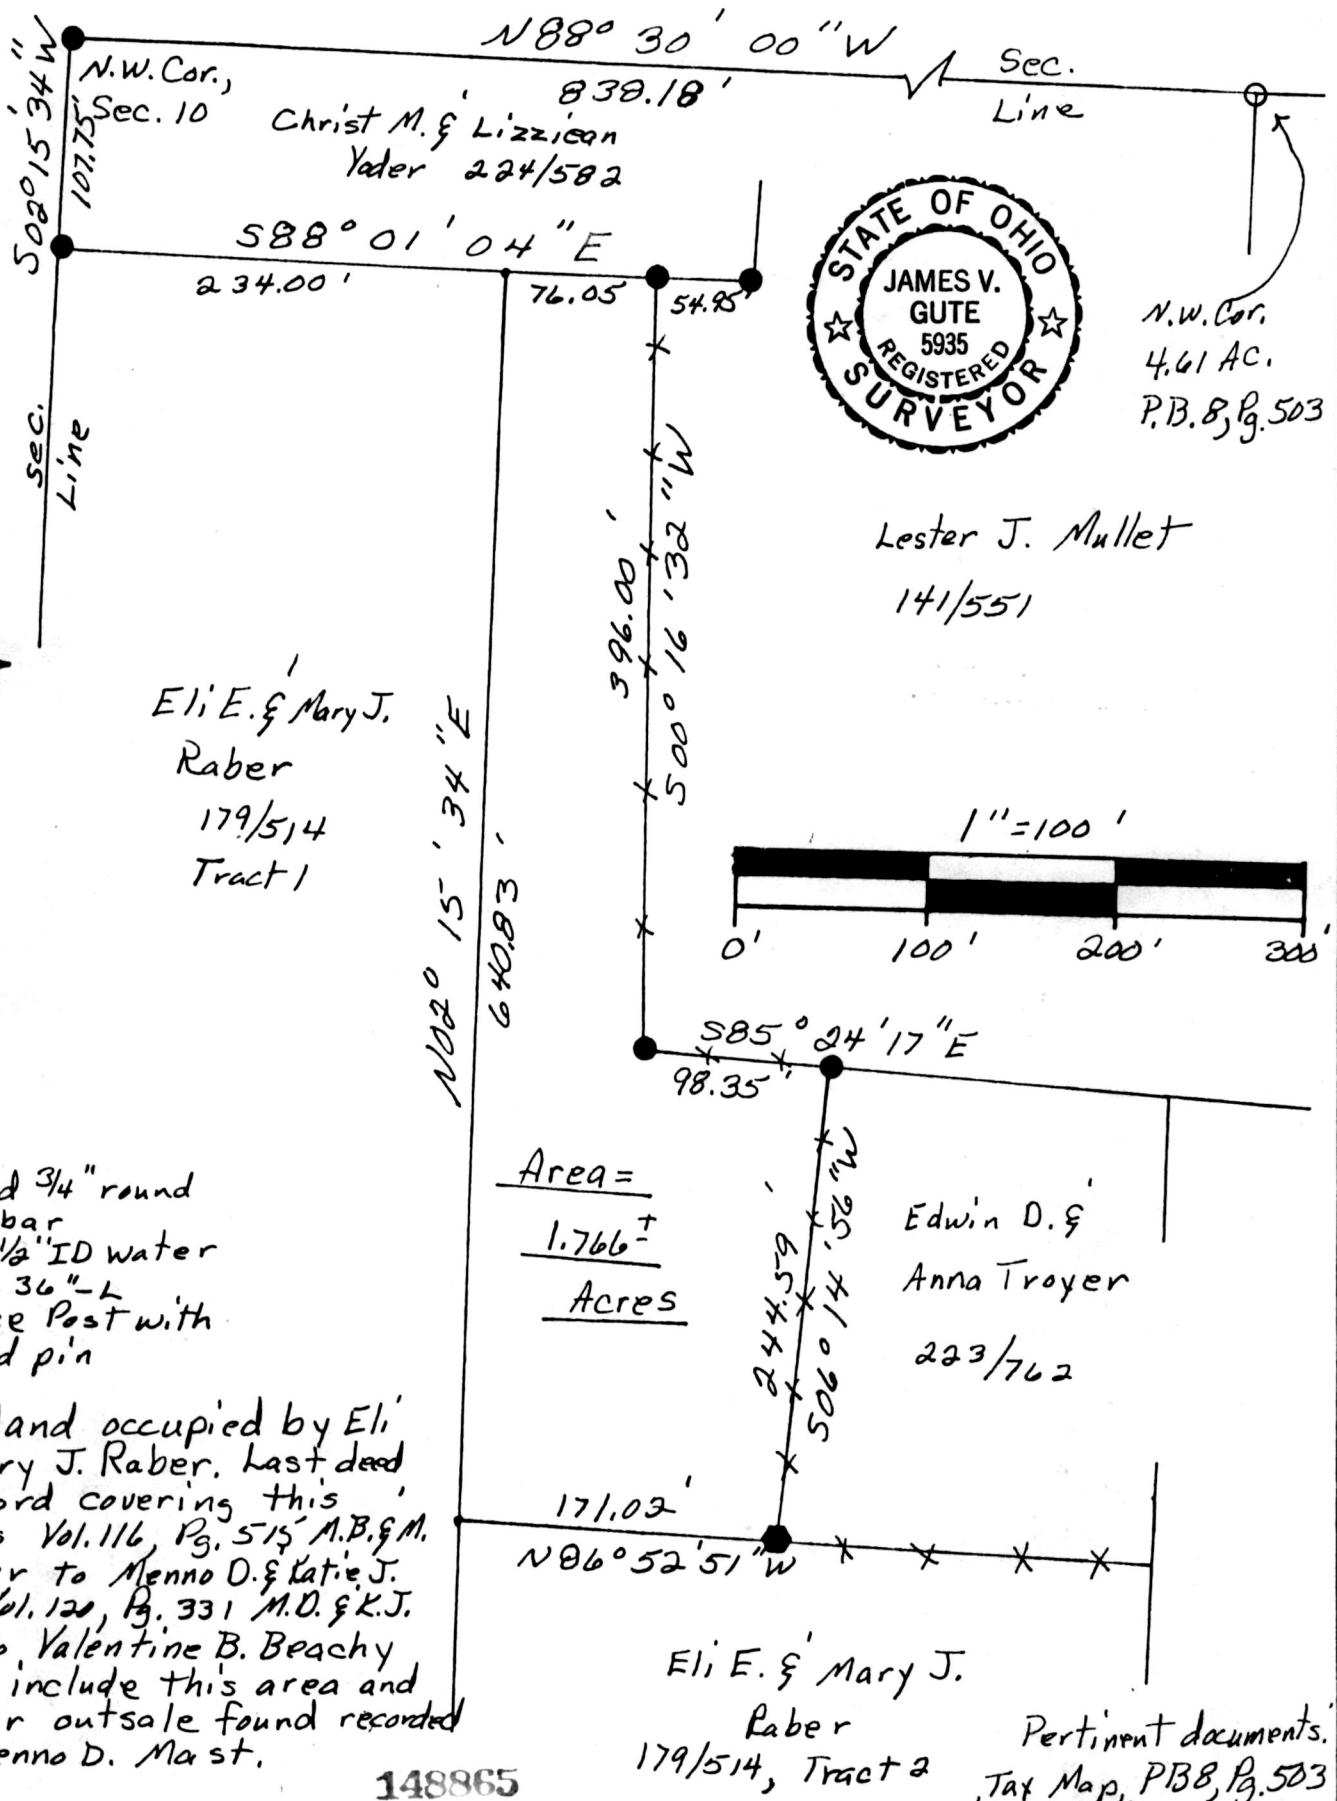 N88° 30' 00"W
838.18'
Sec.
Line
S02° 15' 34"W
107.75'
N.W. Cor.,
Sec. 10
Christ M. & Lizziean
Yoder 224/582
S88° 01' 04"E
234.00'
76.05'
54.95'
STATE OF OHIO
JAMES V.
GUTE
5935
REGISTERED
SURVEYOR
N.W. Cor.
4.61 AC.
P.B. 8, Pg. 503
Sec.
Line
396.00'
S00° 16' 32"W
Lester J. Mullet
141/551
Eli E. & Mary J.
Raber
179/514
Tract 1
N02° 15' 34"E
640.83'
1"=100'
0' 100' 200' 300'
S85° 24' 17"E
98.35'
Area =
1.766±
Acres
244.59'
S06° 14' 56"W
Edwin D. &
Anna Troyer
223/762
d 3/4" round
bar
1/2" ID water
36"-L
e Post with
d pin
and occupied by Eli
ry J. Raber. Last deed
ord covering this
s Vol. 116, Pg. 515 M.B. & M.
r to Menno D. & Katie J.
Vol. 120, Pg. 331 M.D. & K.J.
o Valentine B. Beachy
include this area and
r outsale found recorded
enno D. Mast.
171.02'
N86° 52' 51"W
Eli E. & Mary J.
Raber
179/514, Tract 2
Pertinent documents:
Tax Map, PB8, Pg. 503
148865